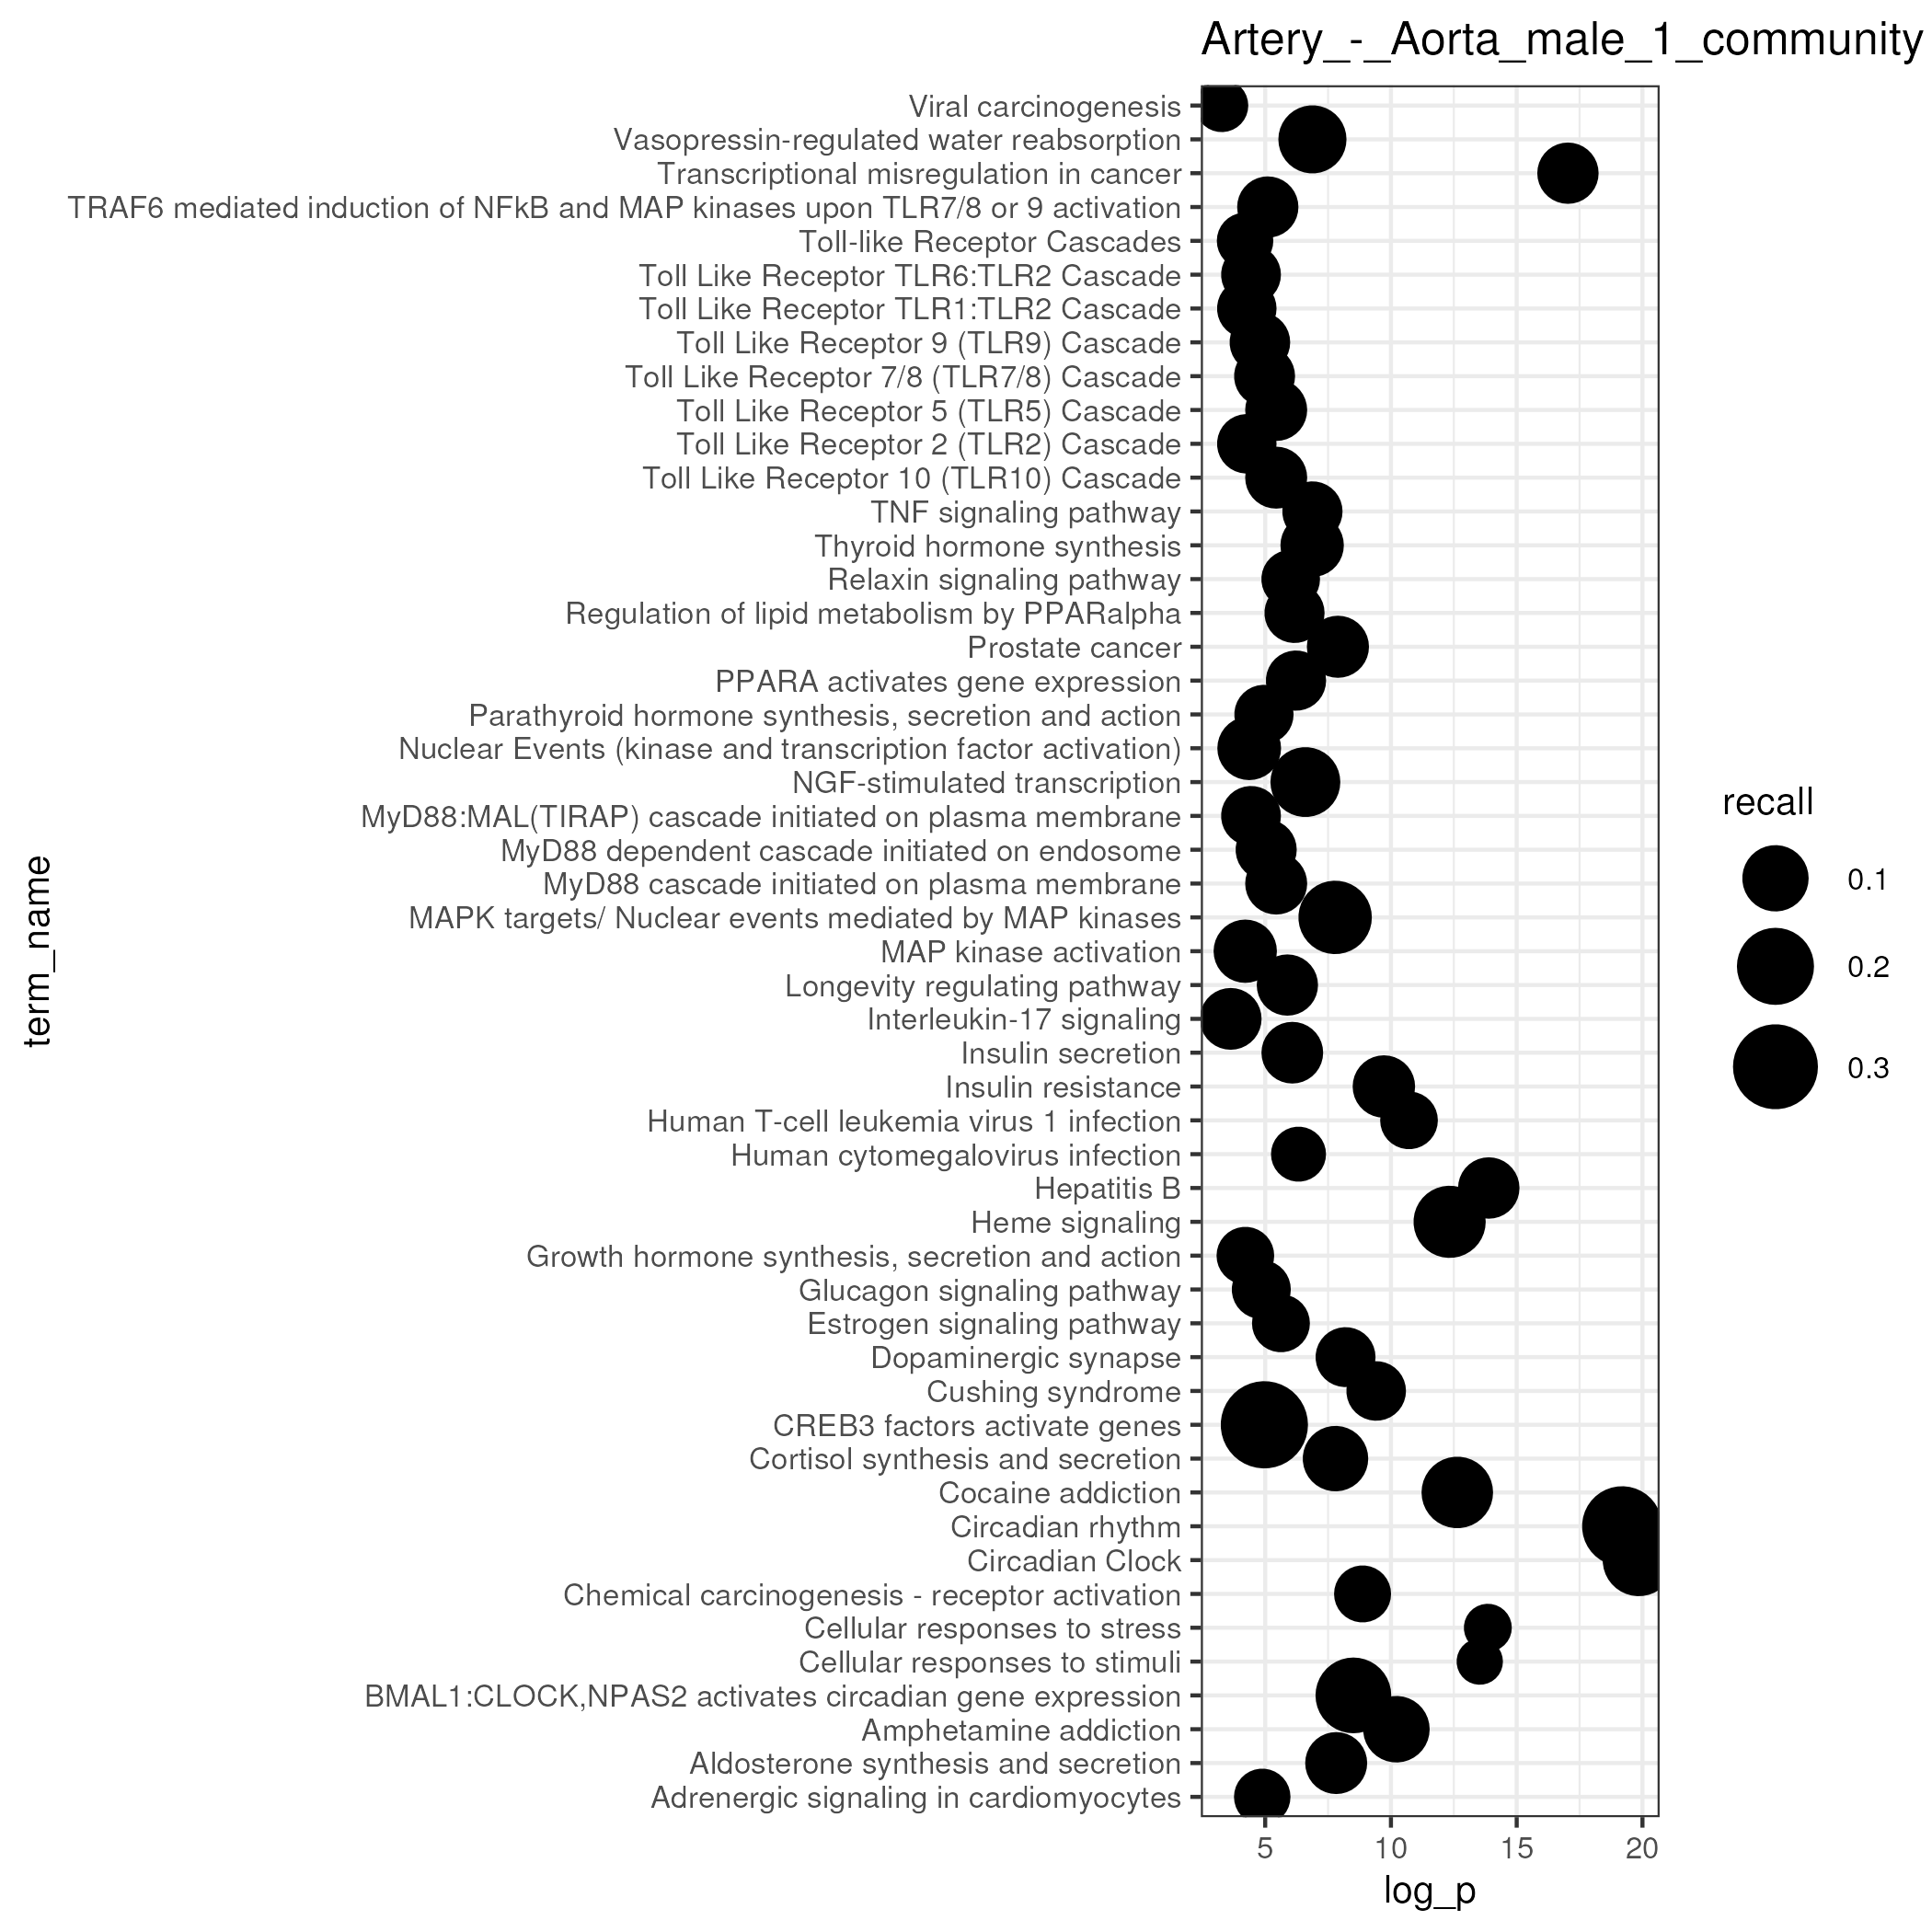 Artery_-_Aorta_male_1_community
Viral carcinogenesis
Vasopressin-regulated water reabsorption
Transcriptional misregulation in cancer
TRAF6 mediated induction of NFkB and MAP kinases upon TLR7/8 or 9 activation
Toll-like Receptor Cascades
Toll Like Receptor TLR6:TLR2 Cascade
Toll Like Receptor TLR1:TLR2 Cascade
Toll Like Receptor 9 (TLR9) Cascade
Toll Like Receptor 7/8 (TLR7/8) Cascade
Toll Like Receptor 5 (TLR5) Cascade
Toll Like Receptor 2 (TLR2) Cascade
Toll Like Receptor 10 (TLR10) Cascade
TNF signaling pathway
Thyroid hormone synthesis
Relaxin signaling pathway
Regulation of lipid metabolism by PPARalpha
Prostate cancer
PPARA activates gene expression
Parathyroid hormone synthesis, secretion and action
Nuclear Events (kinase and transcription factor activation)
NGF-stimulated transcription
MyD88:MAL(TIRAP) cascade initiated on plasma membrane
MyD88 dependent cascade initiated on endosome
MyD88 cascade initiated on plasma membrane
MAPK targets/ Nuclear events mediated by MAP kinases
MAP kinase activation
Longevity regulating pathway
Interleukin-17 signaling
Insulin secretion
Insulin resistance
Human T-cell leukemia virus 1 infection
Human cytomegalovirus infection
Hepatitis B
Heme signaling
Growth hormone synthesis, secretion and action
Glucagon signaling pathway
Estrogen signaling pathway
Dopaminergic synapse
Cushing syndrome
CREB3 factors activate genes
Cortisol synthesis and secretion
Cocaine addiction
Circadian rhythm
Circadian Clock
Chemical carcinogenesis - receptor activation
Cellular responses to stress
Cellular responses to stimuli
BMAL1:CLOCK,NPAS2 activates circadian gene expression
Amphetamine addiction
Aldosterone synthesis and secretion
Adrenergic signaling in cardiomyocytes
term_name
5 10 15 20
log_p
recall
0.1
0.2
0.3